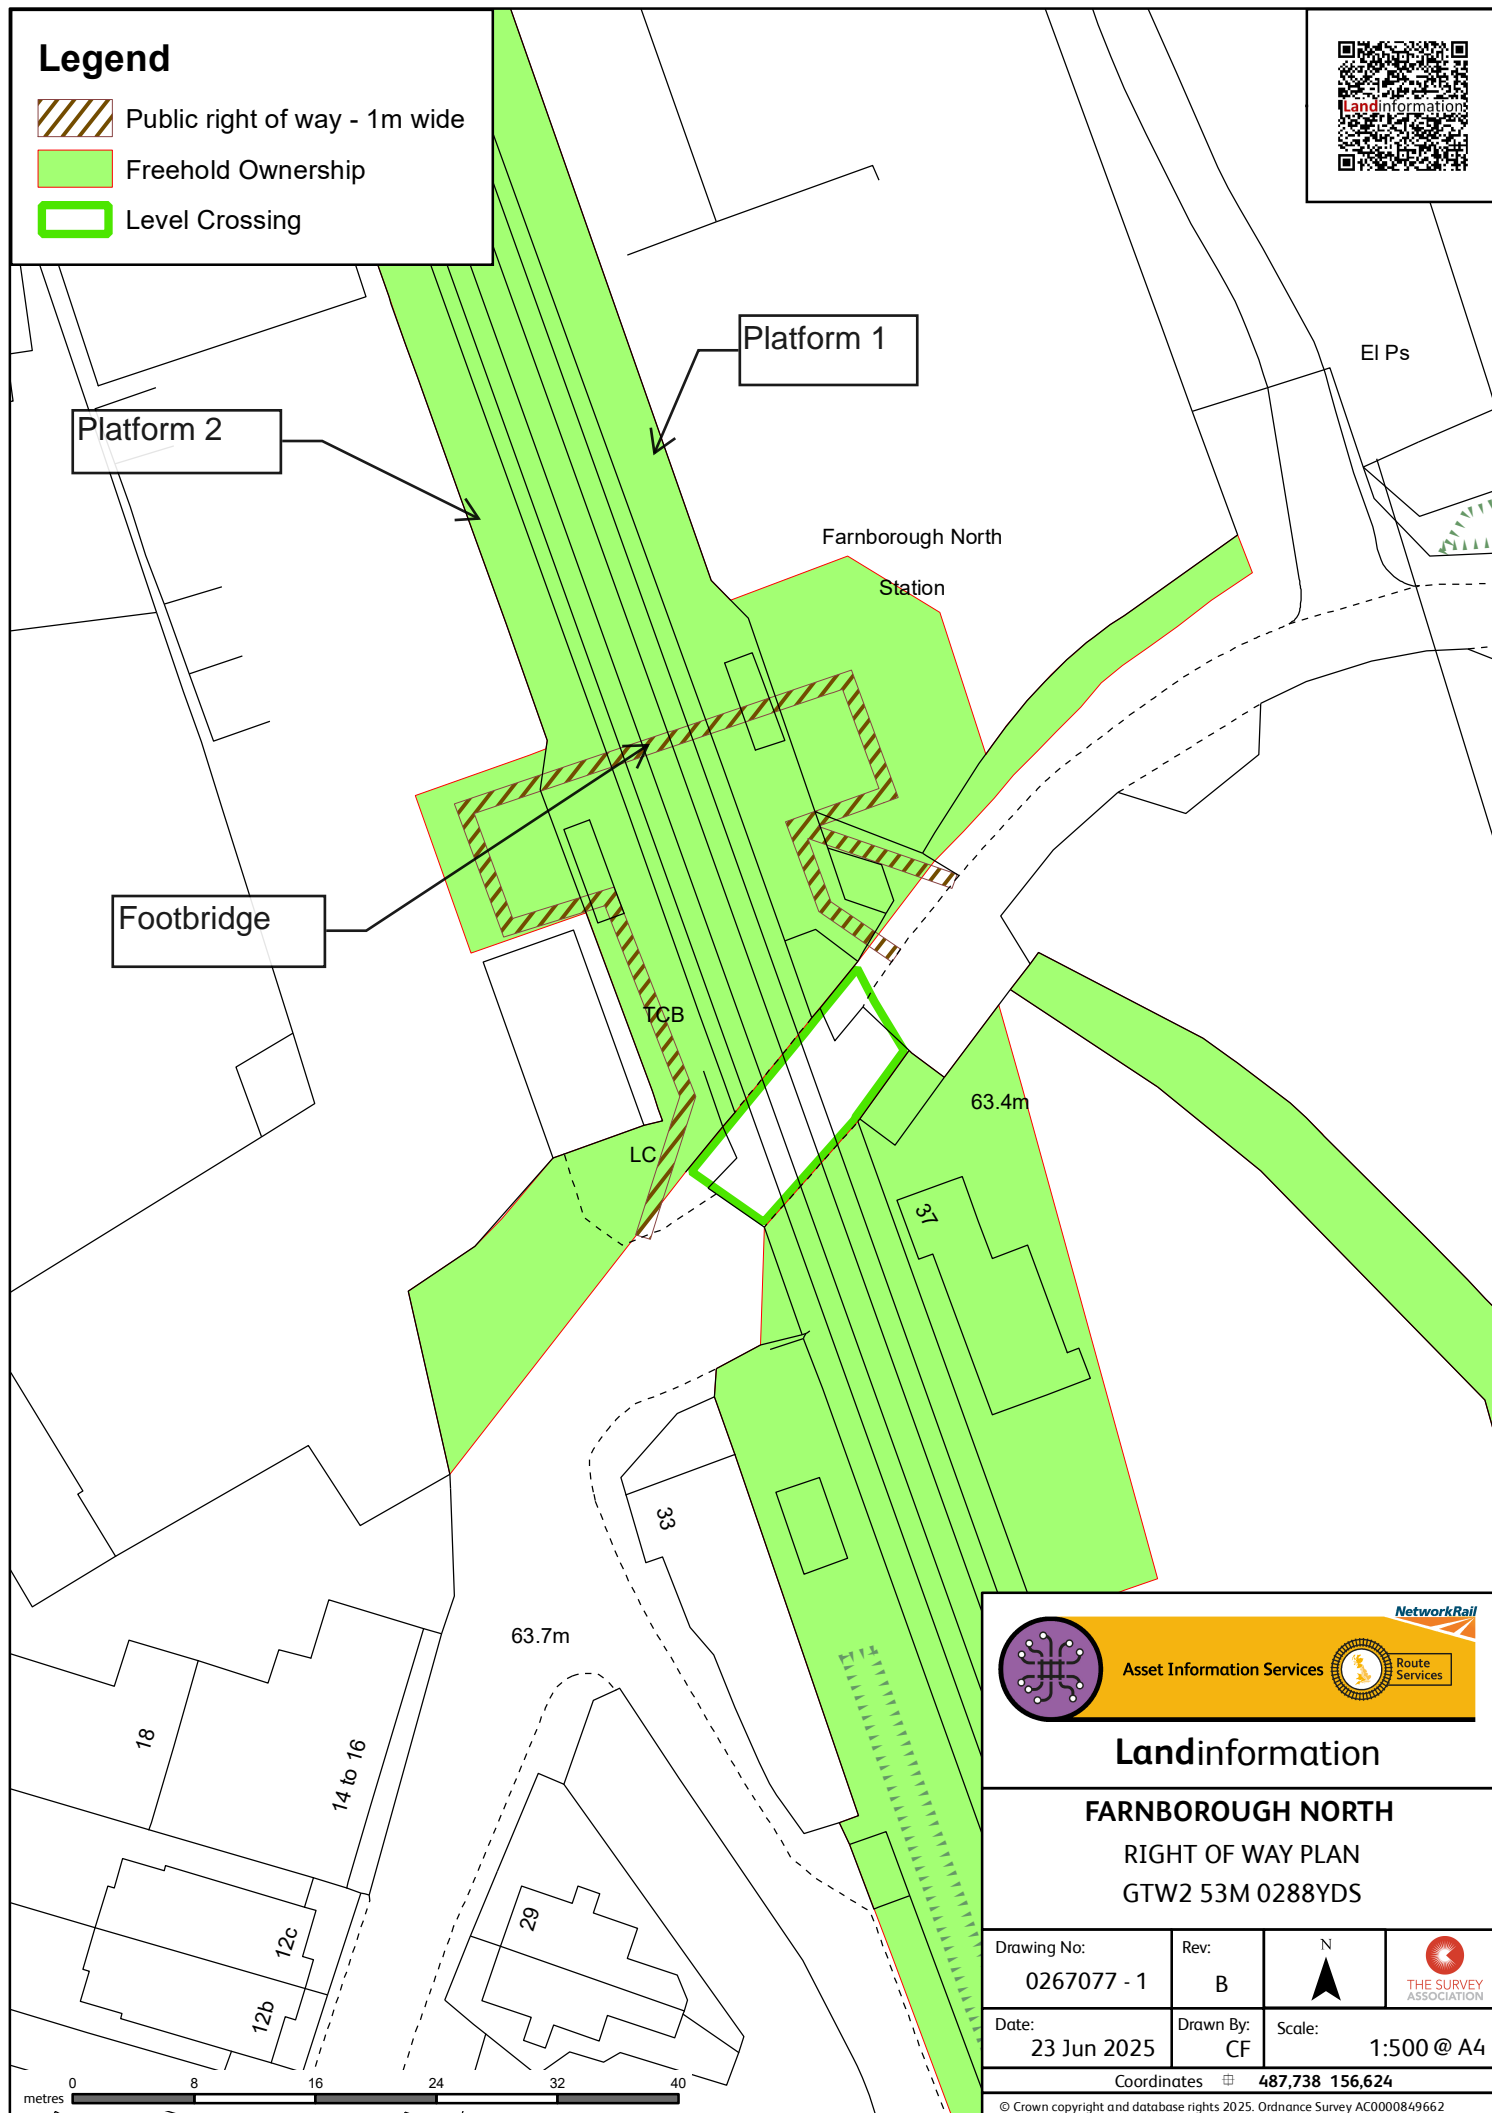 Legend
Public right of way - 1m wide
Freehold Ownership
Level Crossing
Landinformation
Platform 1
El Ps
Platform 2
Farnborough North
Station
Footbridge
TCB
63.4m
LC
37
33
63.7m
18
14 to 16
29
12c
12b
metres 0 8 16 24 32 40
NetworkRail
Asset Information Services
Route
Services
Landinformation
FARNBOROUGH NORTH
RIGHT OF WAY PLAN
GTW2 53M 0288YDS
Drawing No:
0267077 - 1
Rev:
B
N
THE SURVEY
ASSOCIATION
Date:
23 Jun 2025
Drawn By:
CF
Scale:
1:500 @ A4
Coordinates 487,738 156,624
© Crown copyright and database rights 2025. Ordnance Survey AC0000849662